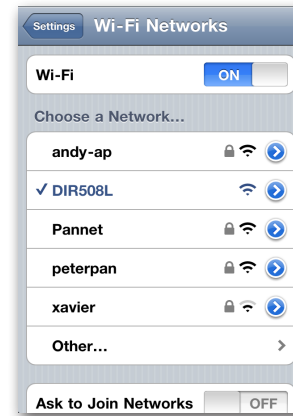 Settings Wi-Fi Networks
Wi-Fi ON
Choose a Network...
andy-ap
DIR508L
Pannet
peterpan
xavier
Other...
Ask to Join Networks OFF